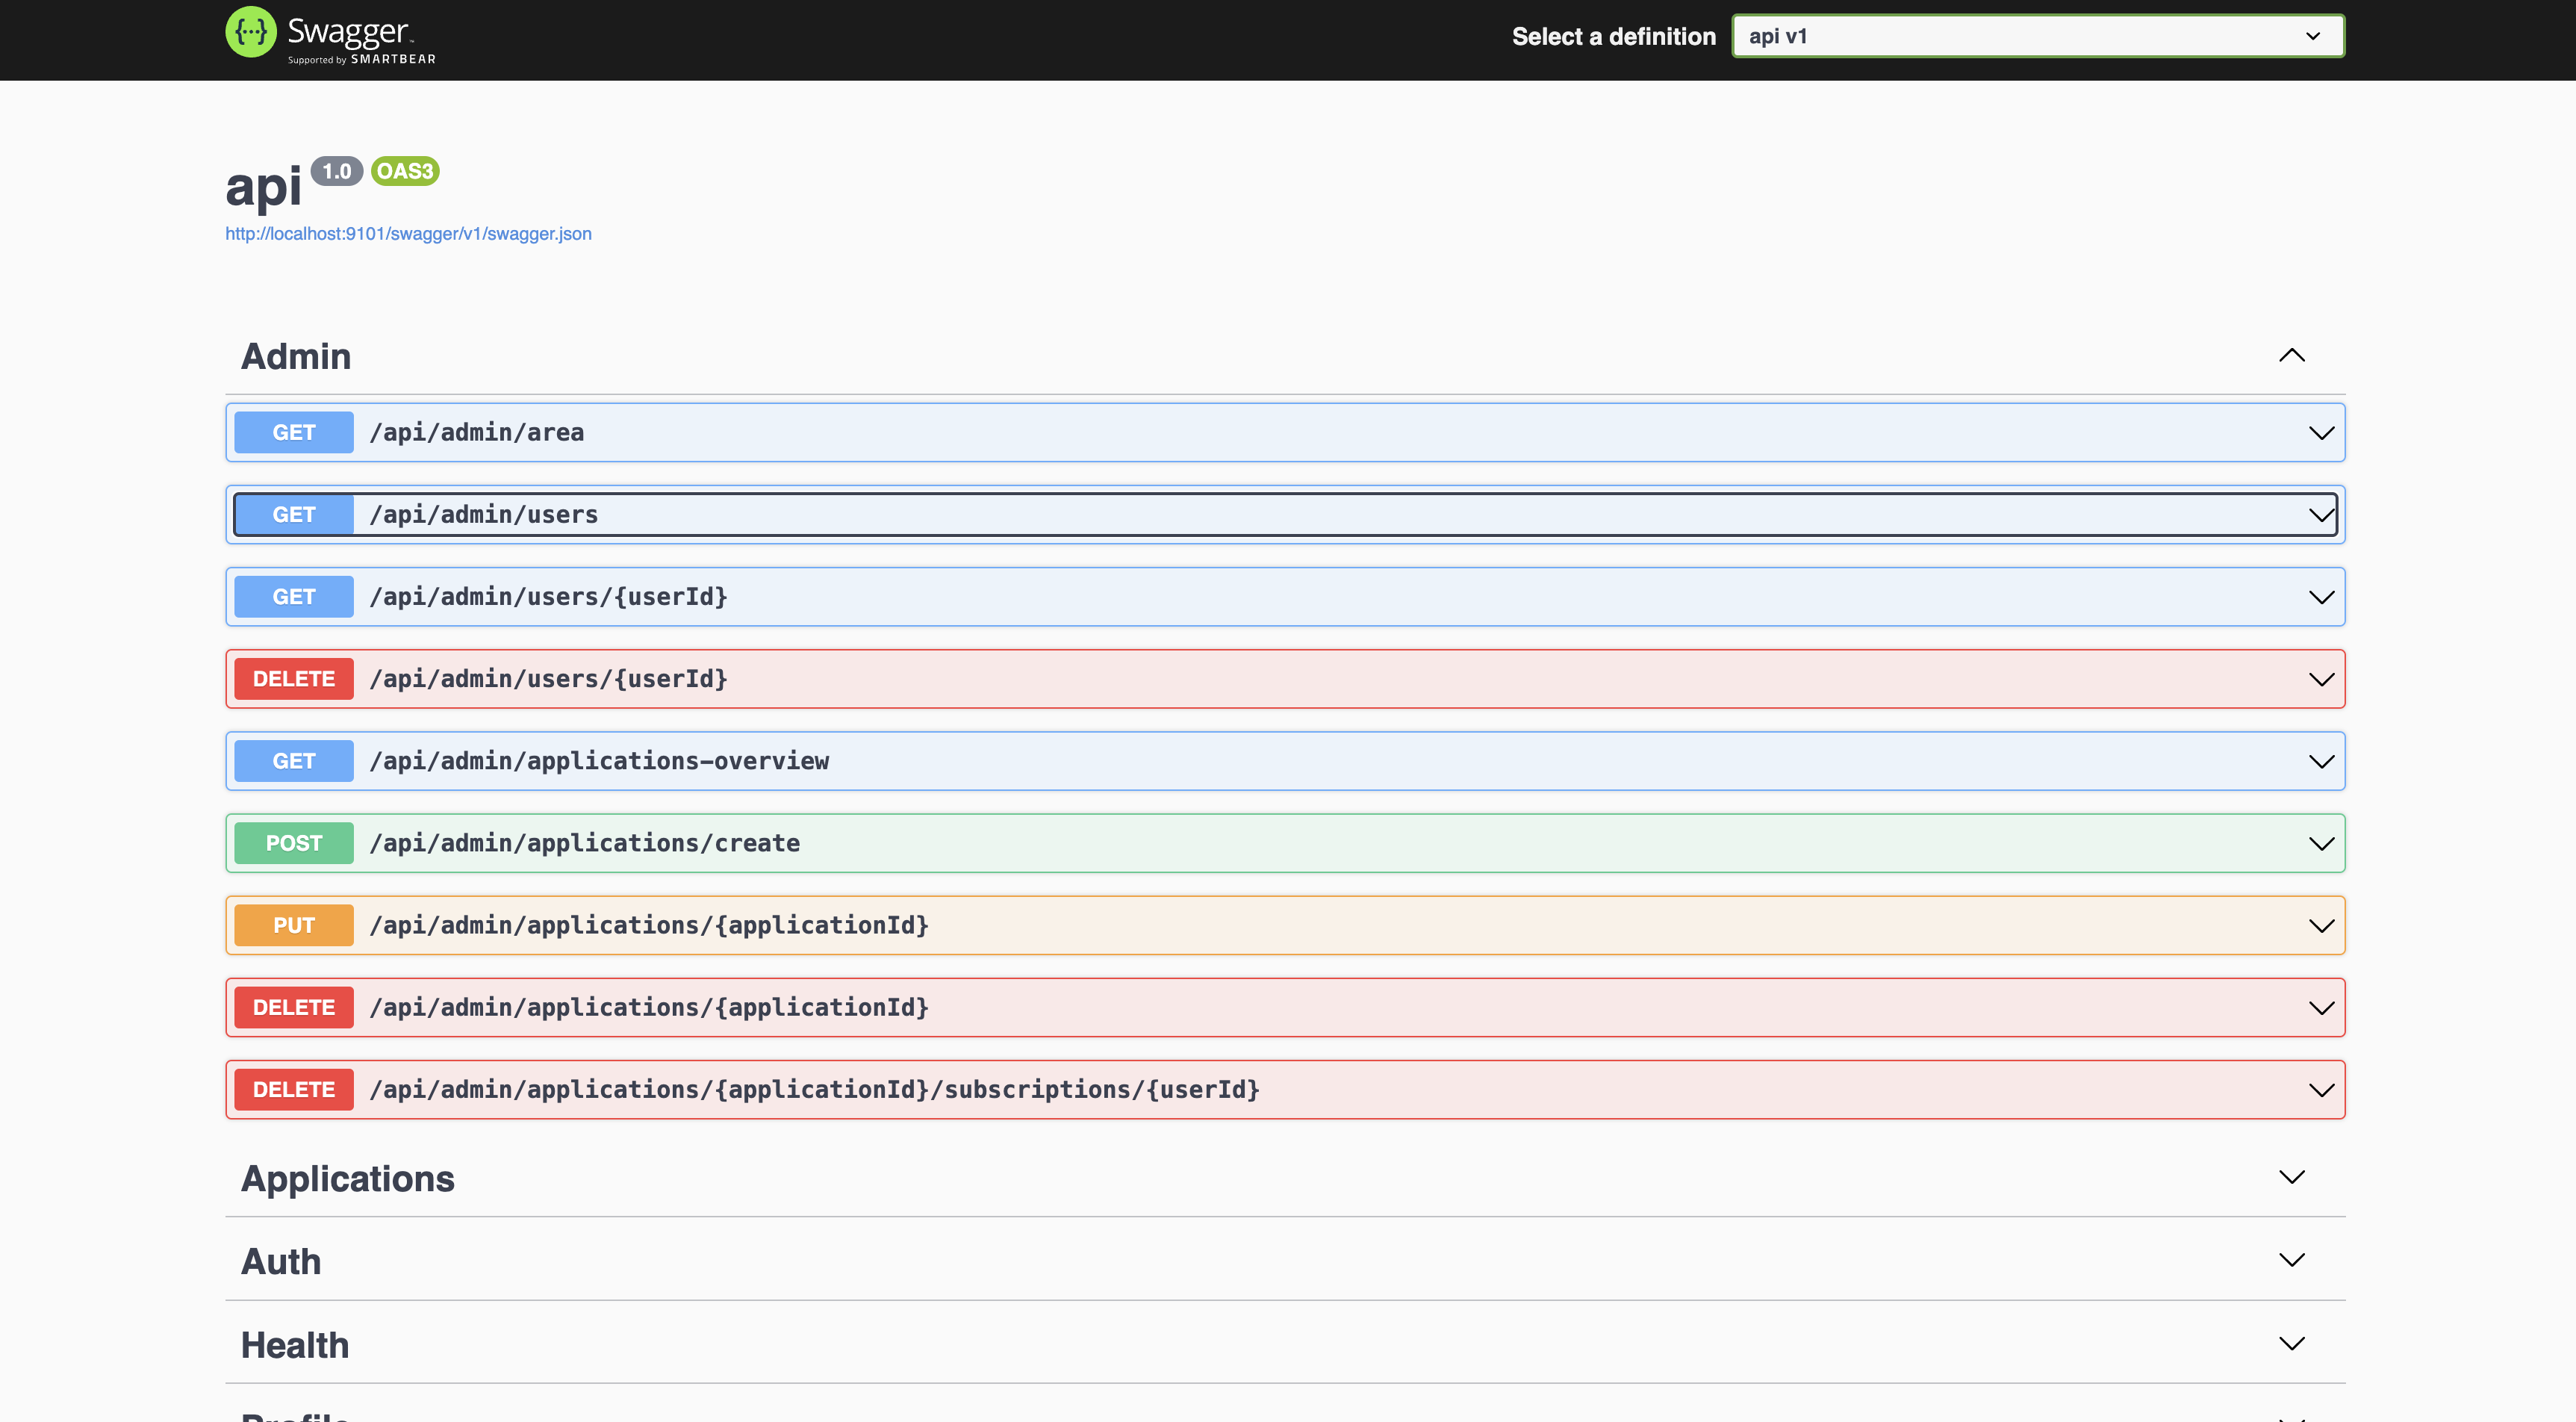 Swagger™
Supported by SMARTBEAR
Select a definition
api v1
api 1.0 OAS3
http://localhost:9101/swagger/v1/swagger.json
Admin
GET /api/admin/area
GET /api/admin/users
GET /api/admin/users/{userId}
DELETE /api/admin/users/{userId}
GET /api/admin/applications-overview
POST /api/admin/applications/create
PUT /api/admin/applications/{applicationId}
DELETE /api/admin/applications/{applicationId}
DELETE /api/admin/applications/{applicationId}/subscriptions/{userId}
Applications
Auth
Health
Profile